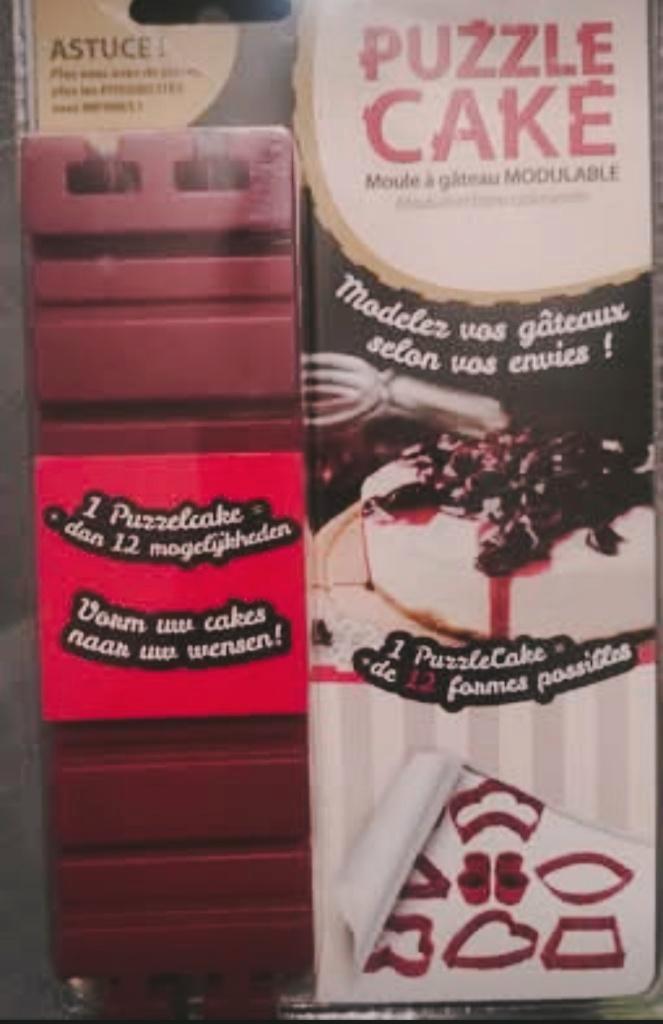 ASTUCE !
PUZZLE
CAKE
Moule à gâteau MODULABLE
Modelez vos gâteaux
selon vos envies !
1 Puzzelcake =
dan 12 mogelijkheden
Vorm uw cakes
naar uw wensen!
1 PuzzleCake =
de 12 formes possibles